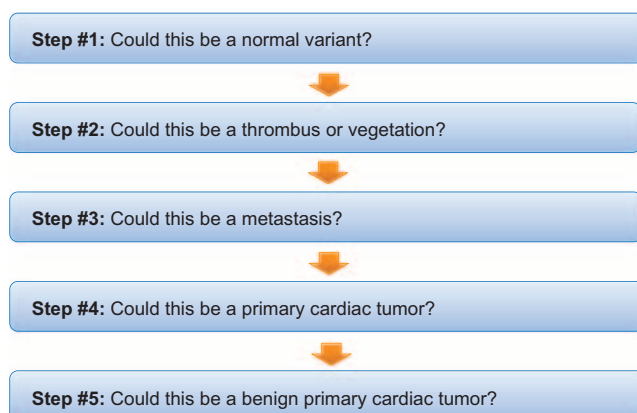 Step #1: Could this be a normal variant?
Step #2: Could this be a thrombus or vegetation?
Step #3: Could this be a metastasis?
Step #4: Could this be a primary cardiac tumor?
Step #5: Could this be a benign primary cardiac tumor?